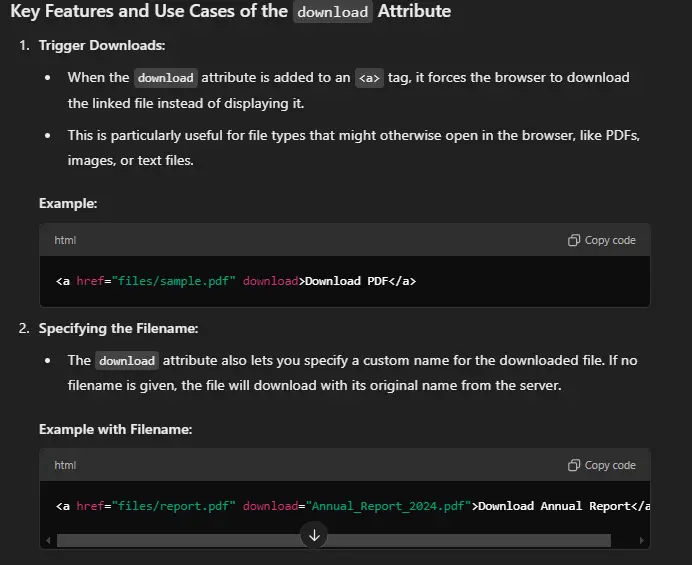 Key Features and Use Cases of the download Attribute
1. Trigger Downloads:
• When the download attribute is added to an <a> tag, it forces the browser to download
the linked file instead of displaying it.
• This is particularly useful for file types that might otherwise open in the browser, like PDFs,
images, or text files.
Example:
html Copy code
<a href="files/sample.pdf" download>Download PDF</a>
2. Specifying the Filename:
• The download attribute also lets you specify a custom name for the downloaded file. If no
filename is given, the file will download with its original name from the server.
Example with Filename:
html Copy code
<a href="files/report.pdf" download="Annual_Report_2024.pdf">Download Annual Report</a